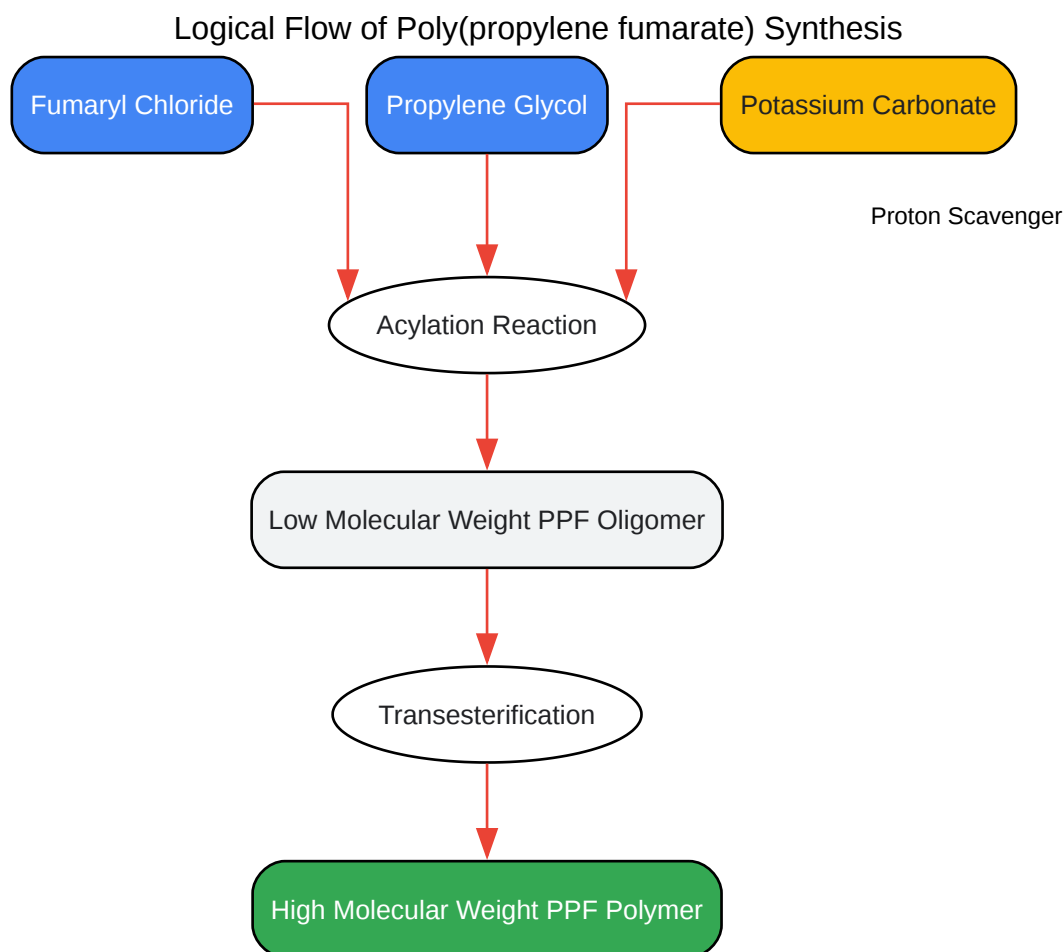 Logical Flow of Poly(propylene fumarate) Synthesis
Fumaryl Chloride
Propylene Glycol
Potassium Carbonate
Proton Scavenger
Acylation Reaction
Low Molecular Weight PPF Oligomer
Transesterification
High Molecular Weight PPF Polymer